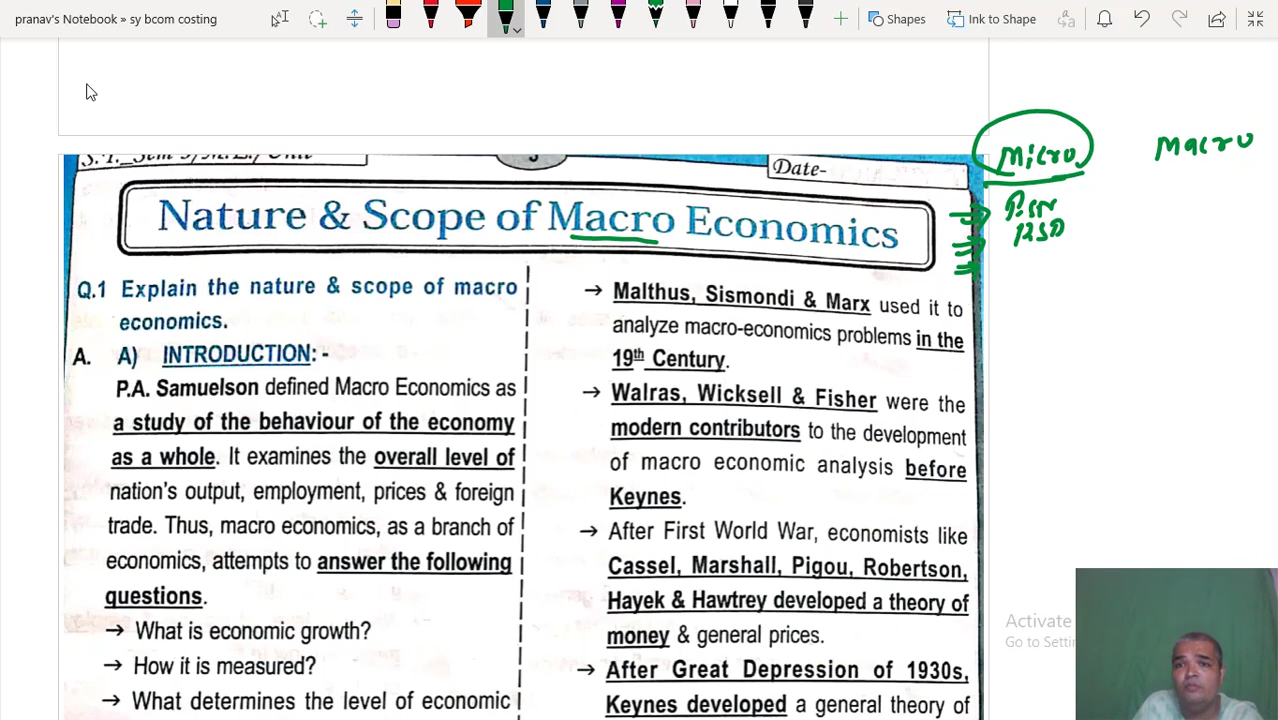 pranav's Notebook » sy bcom costing
Shapes
Ink to Shape
Micro
Macro
Date-
Nature & Scope of Macro Economics
Q.1 Explain the nature & scope of macro
economics.
A. A) INTRODUCTION: -
P.A. Samuelson defined Macro Economics as
a study of the behaviour of the economy
as a whole. It examines the overall level of
nation's output, employment, prices & foreign
trade. Thus, macro economics, as a branch of
economics, attempts to answer the following
questions.
→ What is economic growth?
→ How it is measured?
→ What determines the level of economic
→ Malthus, Sismondi & Marx used it to
analyze macro-economics problems in the
19th Century.
→ Walras, Wicksell & Fisher were the
modern contributors to the development
of macro economic analysis before
Keynes.
→ After First World War, economists like
Cassel, Marshall, Pigou, Robertson,
Hayek & Hawtrey developed a theory of
money & general prices.
→ After Great Depression of 1930s,
Keynes developed a general theory of
Activate
Go to Settin